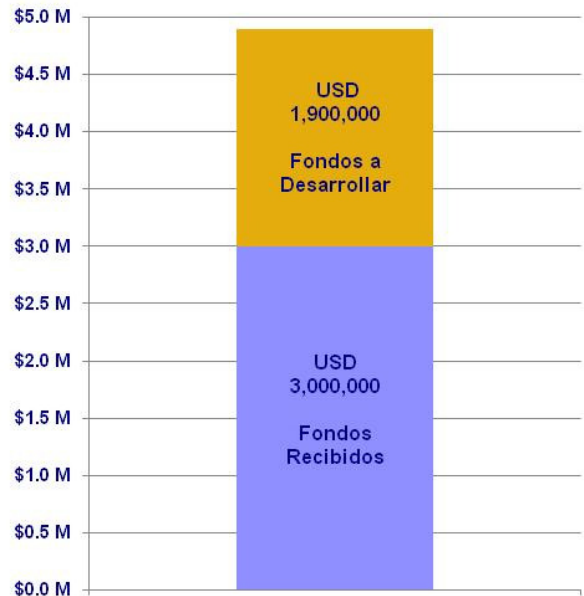 $5.0 M
$4.5 M
$4.0 M
$3.5 M
$3.0 M
$2.5 M
$2.0 M
$1.5 M
$1.0 M
$0.5 M
$0.0 M
USD
1,900,000
Fondos a
Desarrollar
USD
3,000,000
Fondos
Recibidos